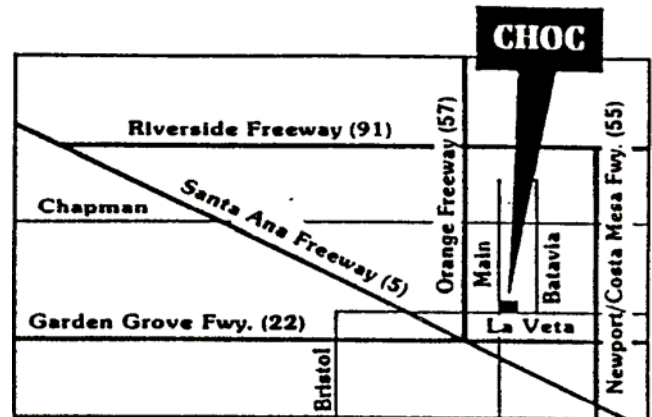 CHOC
Riverside Freeway (91)
Orange Freeway (57)
Newport/Costa Mesa Fwy. (55)
Santa Ana Freeway (5)
Chapman
Main
Batavia
Garden Grove Fwy. (22)
La Veta
Bristol